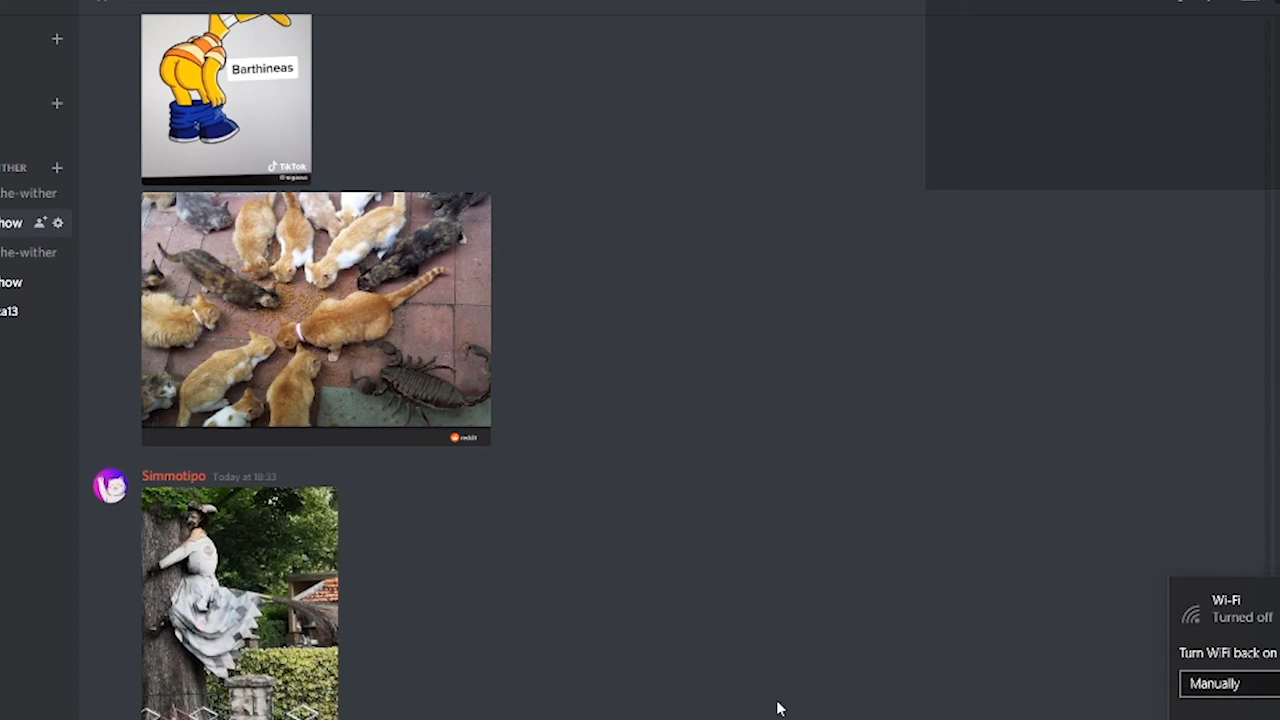 Barthineas
TikTok
THER
he-wither
how
he-wither
how
a13
reddit
Simmotipo Today at 18:33
Wi-Fi
Turned off
Turn WiFi back on
Manually